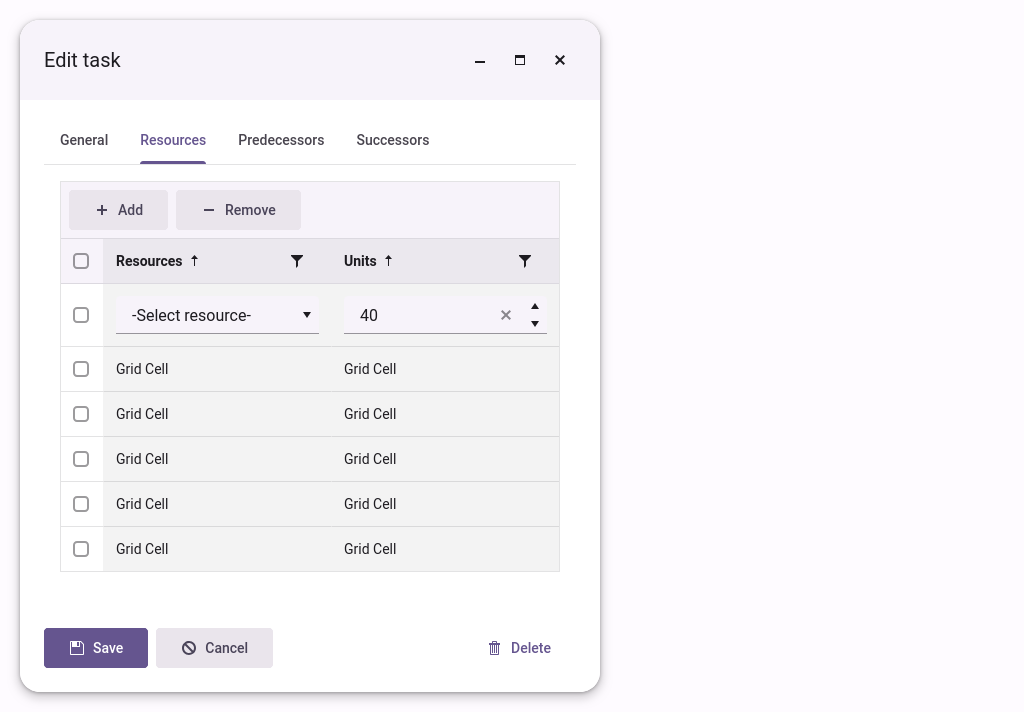 Edit task
General Resources Predecessors Successors
Add Remove
Resources Units
-Select resource- 40
Grid Cell Grid Cell
Grid Cell Grid Cell
Grid Cell Grid Cell
Grid Cell Grid Cell
Grid Cell Grid Cell
Save Cancel Delete